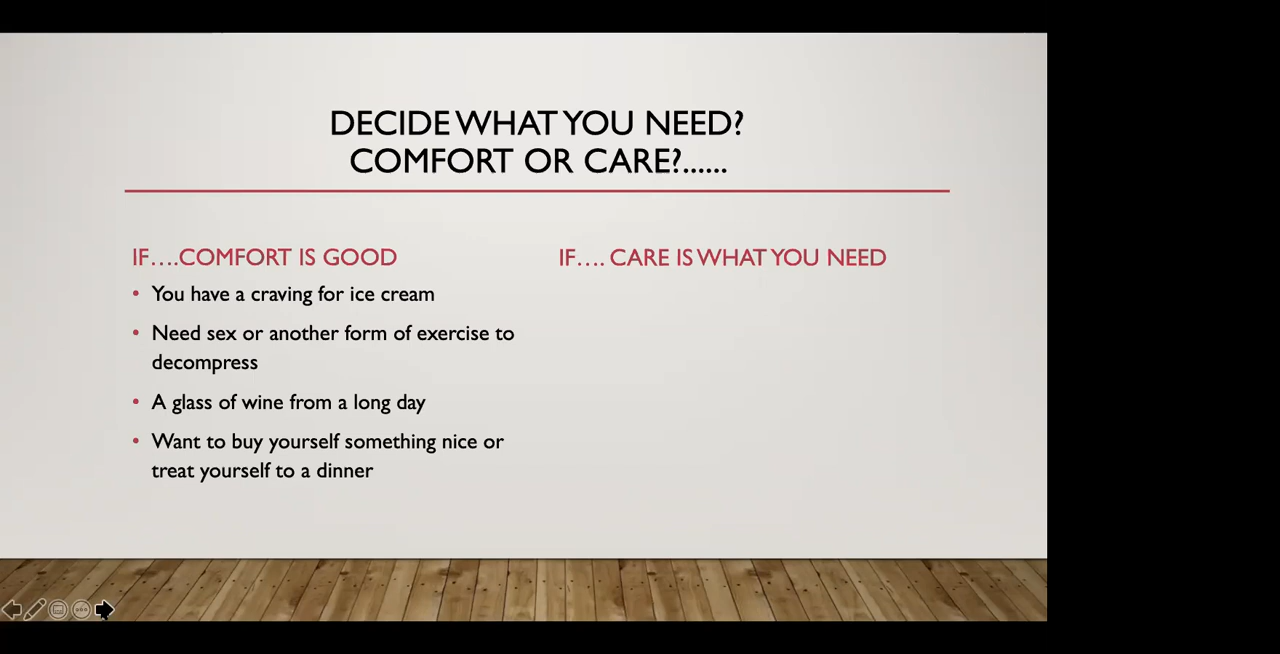 DECIDE WHAT YOU NEED?
COMFORT OR CARE?......
IF....COMFORT IS GOOD
• You have a craving for ice cream
• Need sex or another form of exercise to
decompress
• A glass of wine from a long day
• Want to buy yourself something nice or
treat yourself to a dinner
IF.... CARE IS WHAT YOU NEED